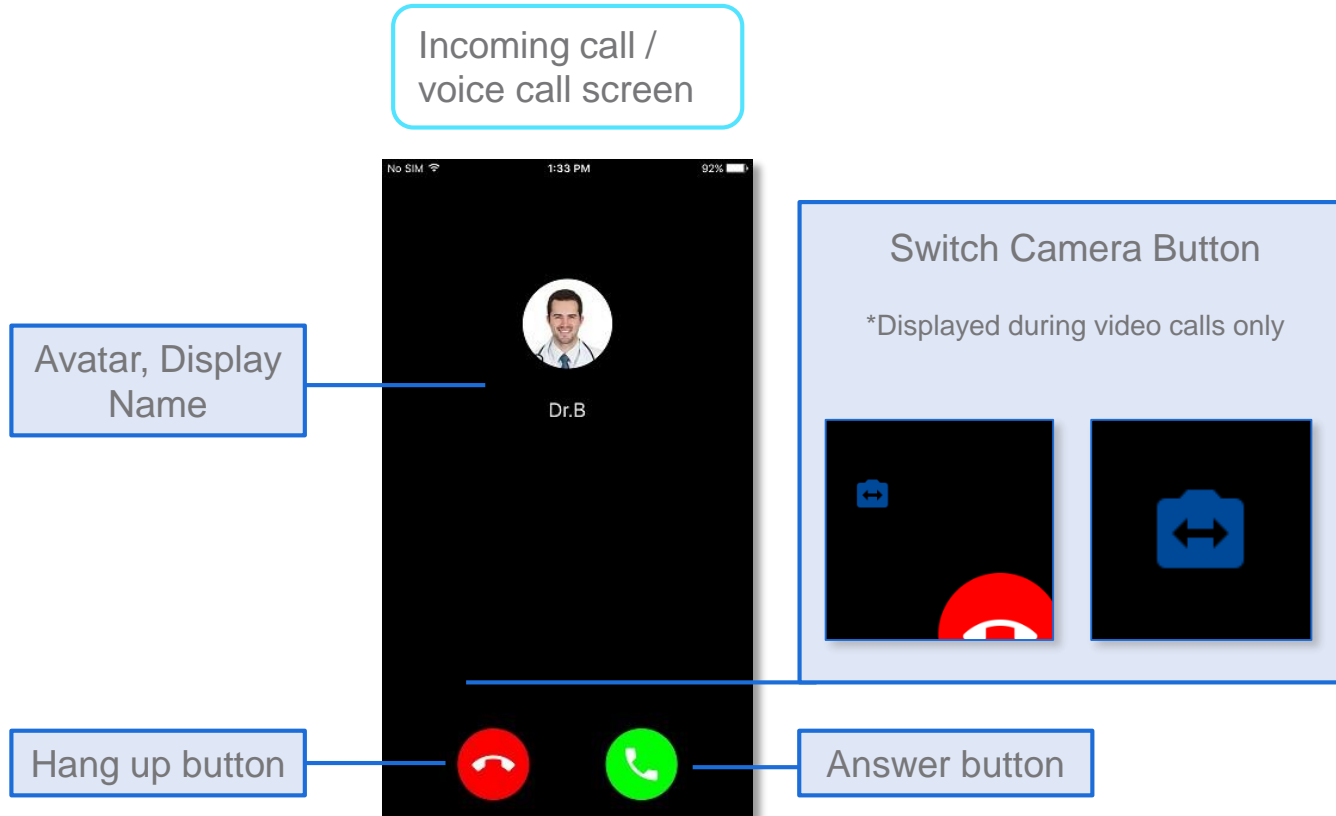 Incoming call /
voice call screen
No SIM 1:33 PM 92%
Switch Camera Button
*Displayed during video calls only
Avatar, Display
Name
Dr.B
Hang up button
Answer button